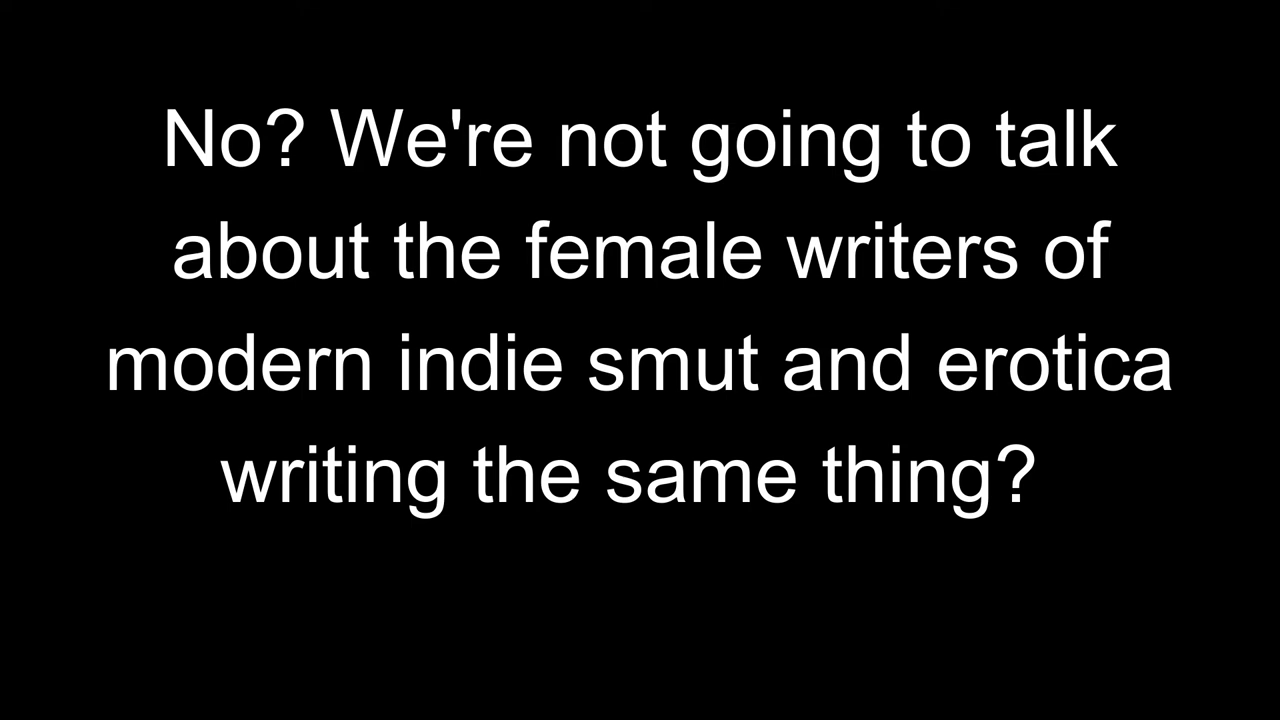 No? We're not going to talk
about the female writers of
modern indie smut and erotica
writing the same thing?